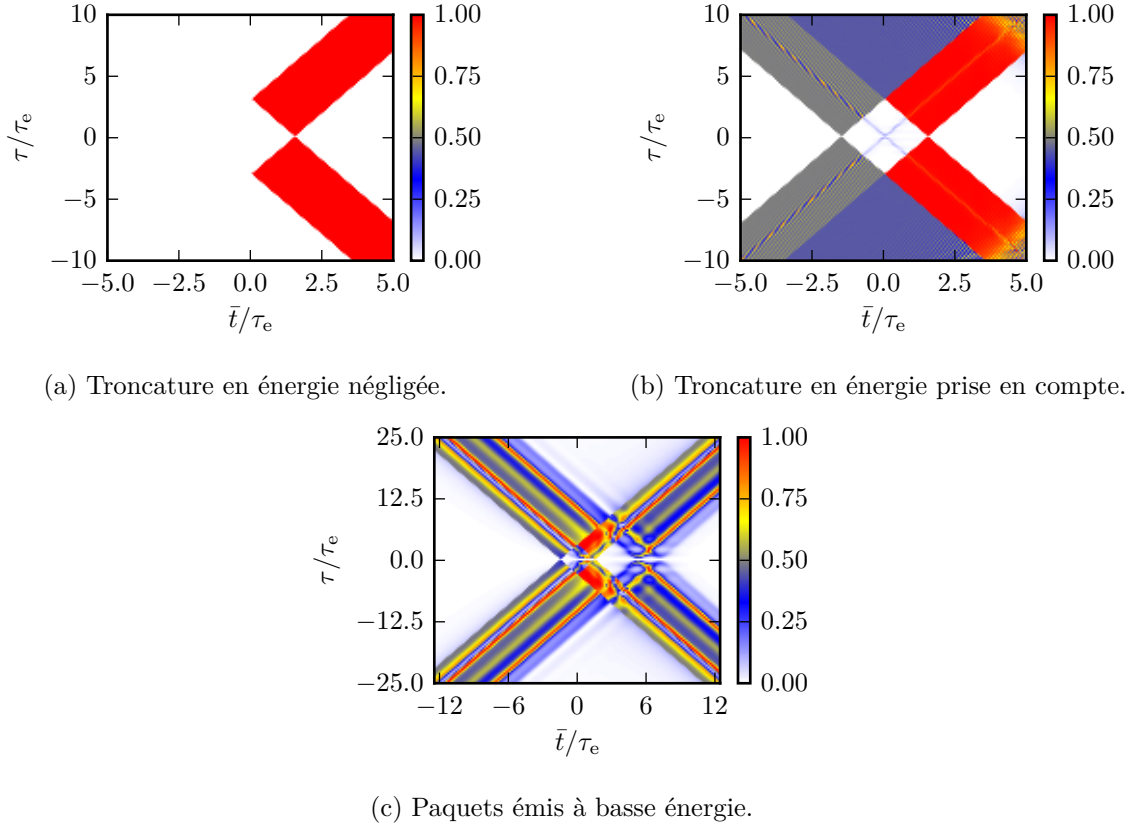 10
5
0
−5
−10
τ/τe
−5.0 −2.5 0.0 2.5 5.0
t̄/τe
1.00
0.75
0.50
0.25
0.00
(a) Troncature en énergie négligée.
10
5
0
−5
−10
τ/τe
−5.0 −2.5 0.0 2.5 5.0
t̄/τe
1.00
0.75
0.50
0.25
0.00
(b) Troncature en énergie prise en compte.
25.0
12.5
0.0
−12.5
−25.0
τ/τe
−12 −6 0 6 12
t̄/τe
1.00
0.75
0.50
0.25
0.00
(c) Paquets émis à basse énergie.